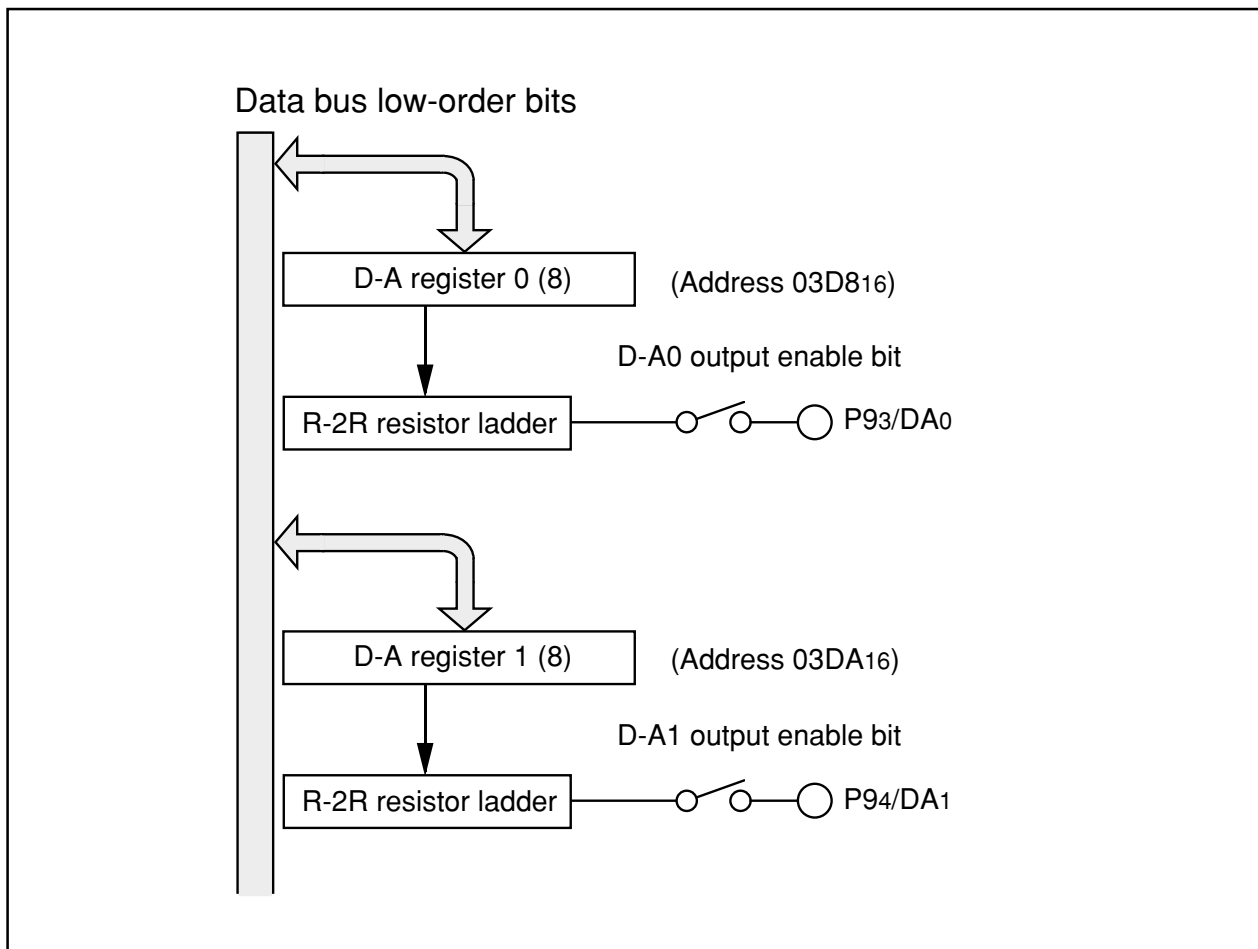 Data bus low-order bits
D-A register 0 (8)
(Address 03D816)
D-A0 output enable bit
R-2R resistor ladder
P93/DA0
D-A register 1 (8)
(Address 03DA16)
D-A1 output enable bit
R-2R resistor ladder
P94/DA1